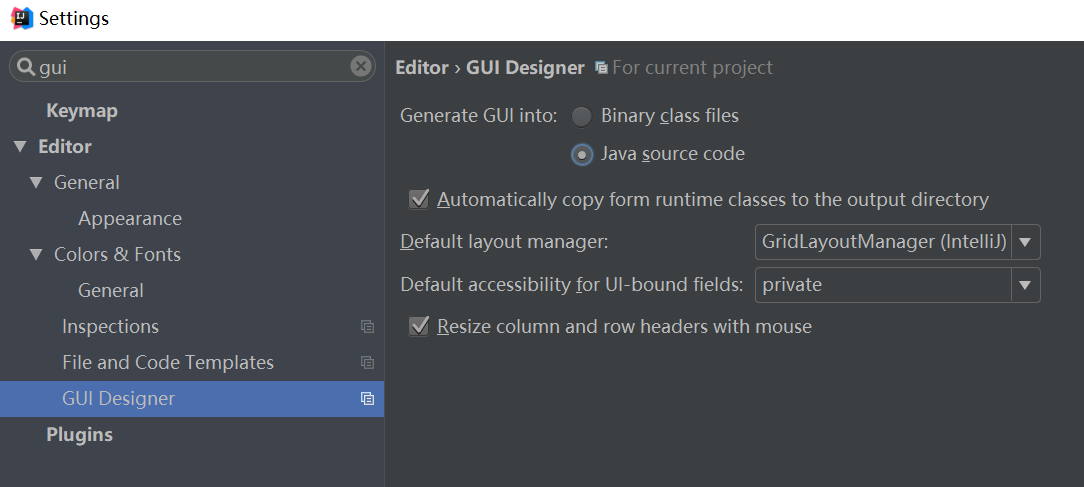 Settings
gui
Keymap
Editor
General
Appearance
Colors & Fonts
General
Inspections
File and Code Templates
GUI Designer
Plugins
Editor › GUI Designer For current project
Generate GUI into: Binary class files
Java source code
Automatically copy form runtime classes to the output directory
Default layout manager: GridLayoutManager (IntelliJ)
Default accessibility for UI-bound fields: private
Resize column and row headers with mouse